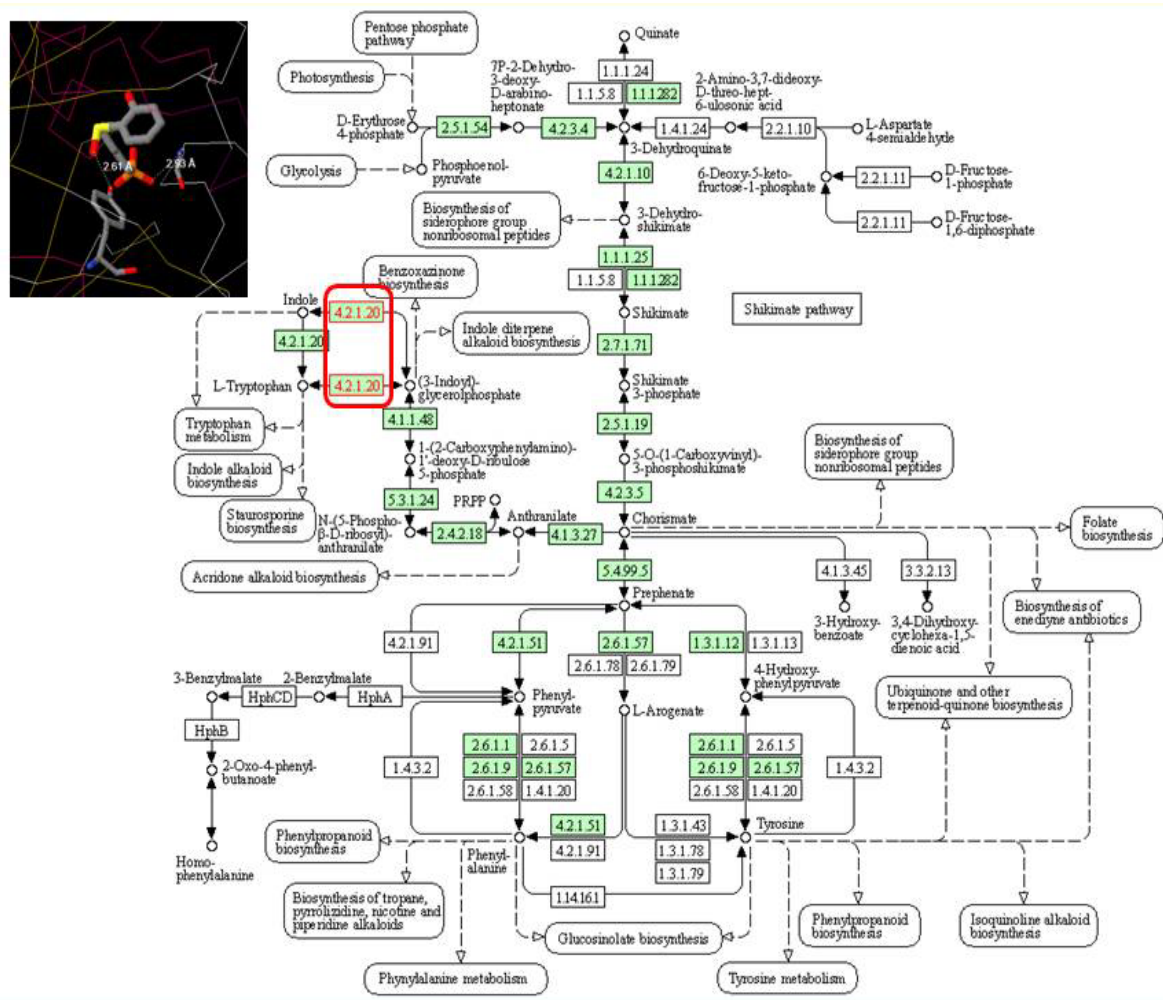 2.61 Å
2.93 Å
Pentose phosphate
pathway
Photosynthesis
Glycolysis
D-Erythrose
4-phosphate
2.5.1.54
Phosphoenol-
pyruvate
7P-2-Dehydro-
3-deoxy-
D-arabino-
heptonate
4.2.3.4
Quinate
1.1.1.24
1.1.5.8
1.1.1.282
2-Amino-3,7-dideoxy-
D-threo-hept-
6-ulosonic acid
1.4.1.24
2.2.1.10
L-Aspartate
4-semialdehyde
3-Dehydroquinate
6-Deoxy-5-keto-
fructose-1-phosphate
2.2.1.11
D-Fructose-
1-phosphate
2.2.1.11
D-Fructose-
1,6-diphosphate
4.2.1.10
Biosynthesis of
siderophore group
nonribosomal peptides
3-Dehydro-
shikimate
1.1.1.25
1.1.5.8
1.1.1.282
Shikimate
Shikimate pathway
2.7.1.71
Shikimate
3-phosphate
2.5.1.19
5-O-(1-Carboxyvinyl)-
3-phosphoshikimate
4.2.3.5
Chorismate
Benzoxazinone
biosynthesis
Indole
4.2.1.20
4.2.1.20
Indole diterpene
alkaloid biosynthesis
L-Tryptophan
4.2.1.20
(3-Indoyl)-
glycerolphosphate
Tryptophan
metabolism
Indole alkaloid
biosynthesis
Staurosporine
biosynthesis
4.1.1.48
1-(2-Carboxyphenylamino)-
1'-deoxy-D-ribulose
5-phosphate
5.3.1.24
PRPP
N-(5-Phospho-
β-D-ribosyl)-
anthranilate
2.4.2.18
Anthranilate
4.1.3.27
Acridone alkaloid biosynthesis
Biosynthesis of
siderophore group
nonribosomal peptides
Folate
biosynthesis
4.1.3.45
3.3.2.13
3-Hydroxy-
benzoate
3,4-Dihydroxy-
cyclohexa-1,5-
dienoic acid
Biosynthesis of
enediyne antibiotics
Ubiquinone and other
terpenoid-quinone biosynthesis
5.4.99.5
Prephenate
4.2.1.91
4.2.1.51
2.6.1.57
2.6.1.78
2.6.1.79
1.3.1.12
1.3.1.13
4-Hydroxy-
phenylpyruvate
3-Benzylmalate
2-Benzylmalate
HphCD
HphA
Phenyl-
pyruvate
L-Arogenate
HphB
2-Oxo-4-phenyl-
butanoate
Homo-
phenylalanine
1.4.3.2
2.6.1.1
2.6.1.5
2.6.1.9
2.6.1.57
2.6.1.58
1.4.1.20
2.6.1.1
2.6.1.5
2.6.1.9
2.6.1.57
2.6.1.58
1.4.1.20
1.4.3.2
4.2.1.51
4.2.1.91
1.3.1.43
1.3.1.78
1.3.1.79
Tyrosine
Phenyl-
alanine
1.14.16.1
Phenylpropanoid
biosynthesis
Biosynthesis of tropane,
pyrrolizidine, nicotine and
piperidine alkaloids
Phynylalanine metabolism
Glucosinolate biosynthesis
Tyrosine metabolism
Phenylpropanoid
biosynthesis
Isoquinoline alkaloid
biosynthesis